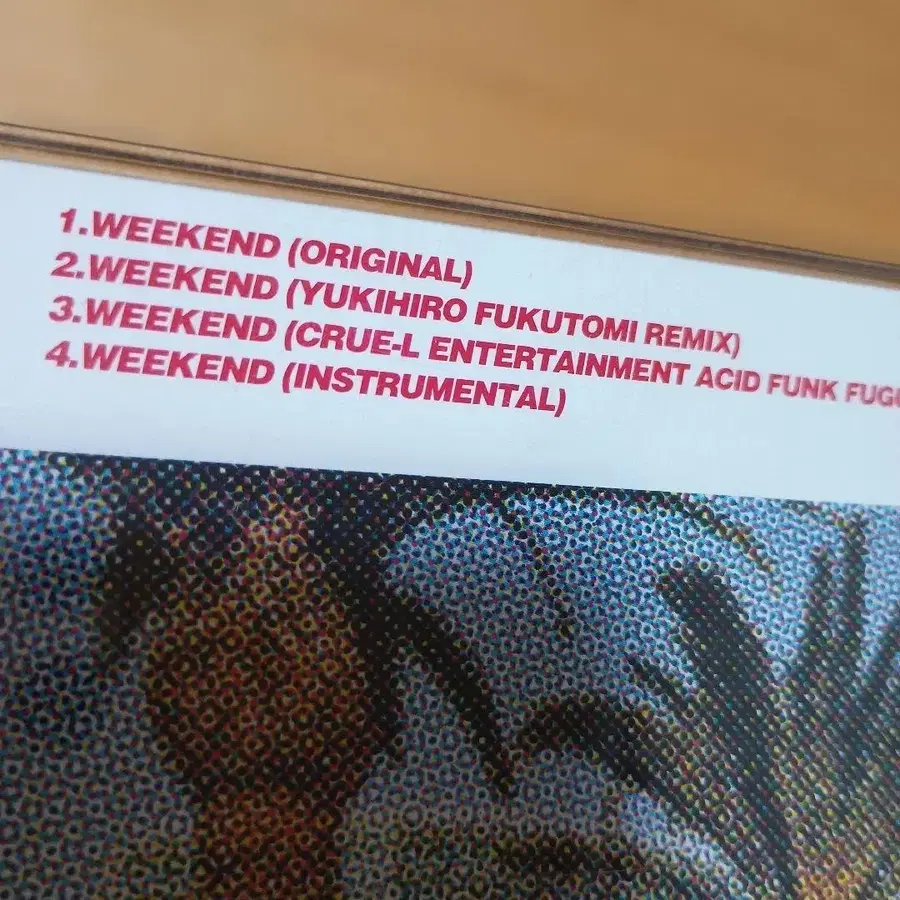 1.WEEKEND (ORIGINAL)
2.WEEKEND (YUKIHIRO FUKUTOMI REMIX)
3.WEEKEND (CRUE-L ENTERTAINMENT ACID FUNK
4.WEEKEND (INSTRUMENTAL)